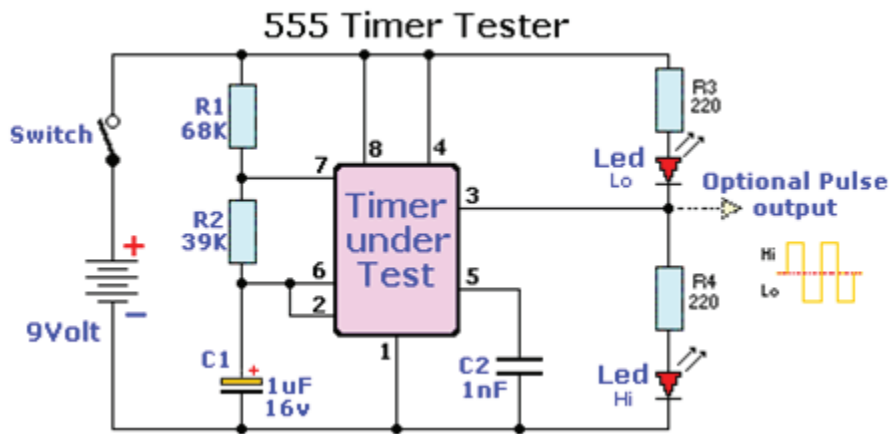 555 Timer Tester
Switch
R1
68K
R2
39K
7
8
4
3
6
2
5
1
Timer
under
Test
R3
220
Led
Lo
Optional Pulse
output
Hi
Lo
R4
220
+
−
9Volt
C1
+
1uF
16v
C2
1nF
Led
Hi